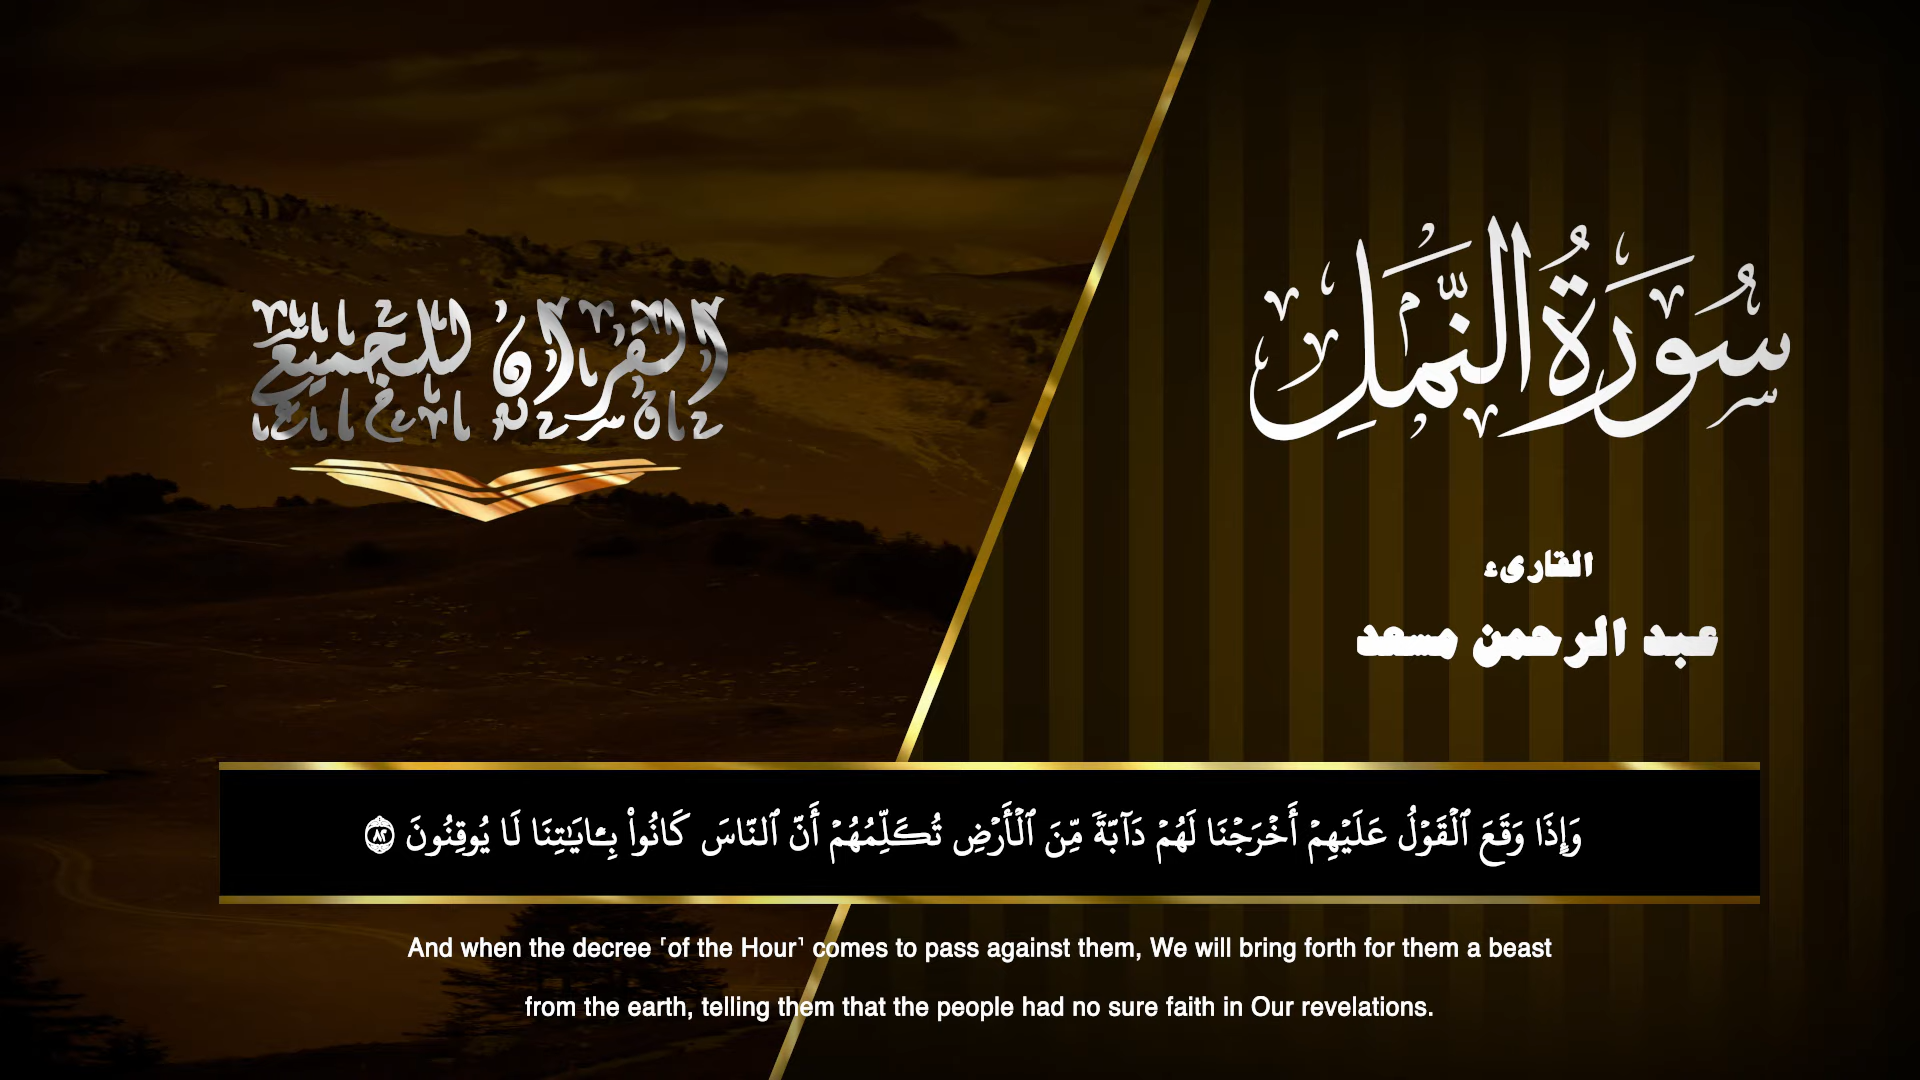 القرآن للجميع
سُورَةُ النَّمْلِ
القارىء
عبد الرحمن مسعد
وَإِذَا وَقَعَ ٱلْقَوْلُ عَلَيْهِمْ أَخْرَجْنَا لَهُمْ دَآبَّةً مِّنَ ٱلْأَرْضِ تُكَلِّمُهُمْ أَنَّ ٱلنَّاسَ كَانُوا۟ بِـَٔايَـٰتِنَا لَا يُوقِنُونَ ٨٢
And when the decree ˹of the Hour˺ comes to pass against them, We will bring forth for them a beast
from the earth, telling them that the people had no sure faith in Our revelations.